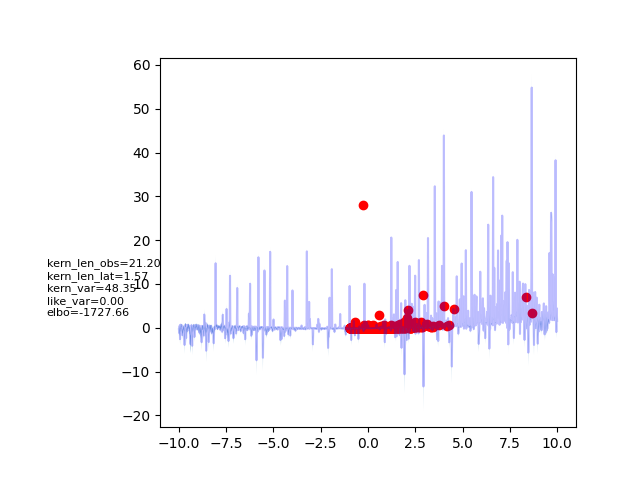 60
50
40
30
20
10
0
−10
−20
kern_len_obs=21.20
kern_len_lat=1.57
kern_var=48.35
like_var=0.00
elbo=-1727.66
−10.0 −7.5 −5.0 −2.5 0.0 2.5 5.0 7.5 10.0